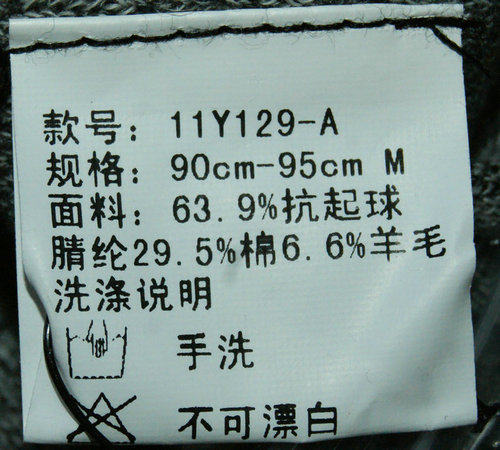 款号: 11Y129-A
规格: 90cm-95cm M
面料: 63.9%抗起球
腈纶29.5%棉6.6%羊毛
洗涤说明
手洗
不可漂白